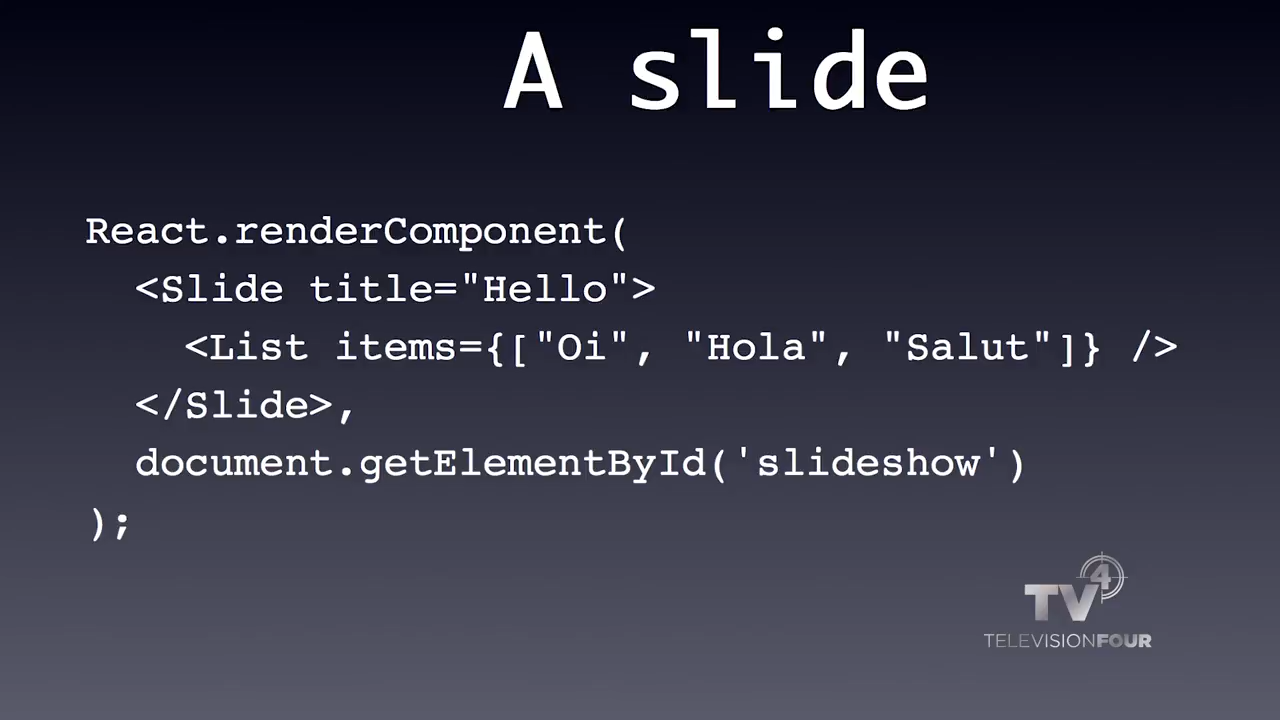 A slide
React.renderComponent(
  <Slide title="Hello">
    <List items={["Oi", "Hola", "Salut"]} />
  </Slide>,
  document.getElementById('slideshow')
);
TV4
TELEVISIONFOUR